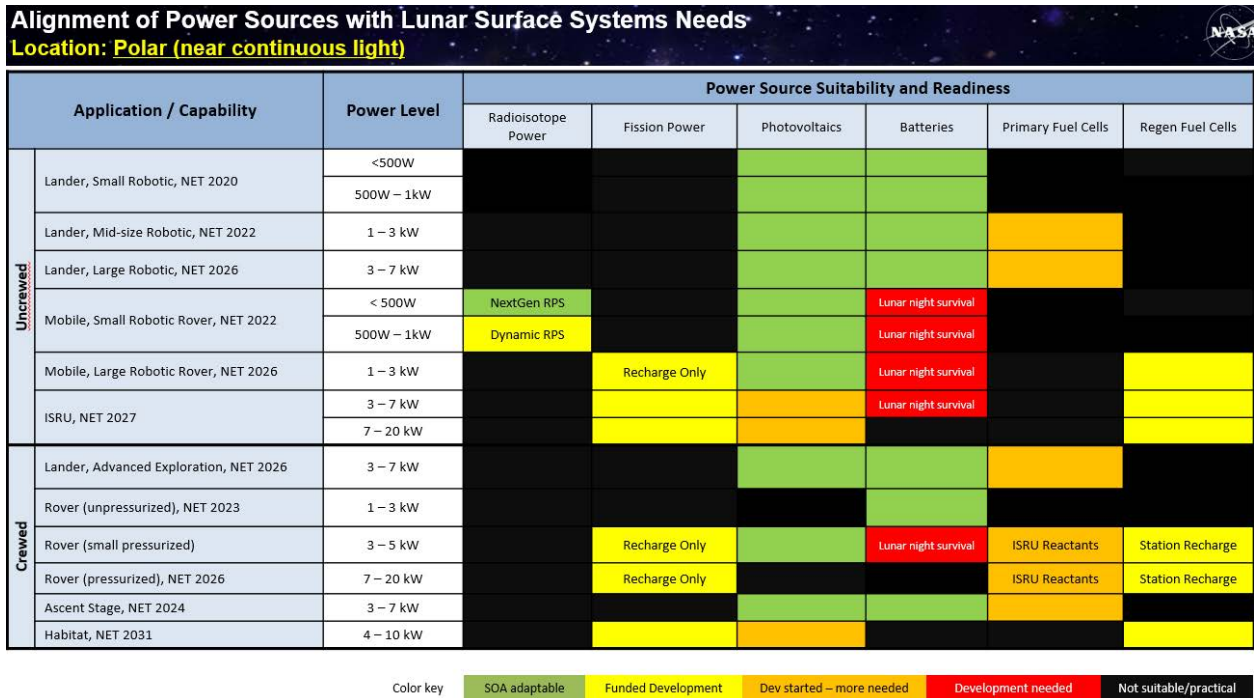 Alignment of Power Sources with Lunar Surface Systems Needs
Location: Polar (near continuous light)
NASA
Application / Capability
Power Level
Power Source Suitability and Readiness
Radioisotope
Power
Fission Power
Photovoltaics
Batteries
Primary Fuel Cells
Regen Fuel Cells
Uncrewed
Lander, Small Robotic, NET 2020
<500W
500W – 1kW
Lander, Mid-size Robotic, NET 2022
1 – 3 kW
Lander, Large Robotic, NET 2026
3 – 7 kW
Mobile, Small Robotic Rover, NET 2022
< 500W
NextGen RPS
Lunar night survival
500W – 1kW
Dynamic RPS
Lunar night survival
Mobile, Large Robotic Rover, NET 2026
1 – 3 kW
Recharge Only
Lunar night survival
ISRU, NET 2027
3 – 7 kW
Lunar night survival
7 – 20 kW
Crewed
Lander, Advanced Exploration, NET 2026
3 – 7 kW
Rover (unpressurized), NET 2023
1 – 3 kW
Rover (small pressurized)
3 – 5 kW
Recharge Only
Lunar night survival
ISRU Reactants
Station Recharge
Rover (pressurized), NET 2026
7 – 20 kW
Recharge Only
ISRU Reactants
Station Recharge
Ascent Stage, NET 2024
3 – 7 kW
Habitat, NET 2031
4 – 10 kW
Color key
SOA adaptable
Funded Development
Dev started – more needed
Development needed
Not suitable/practical